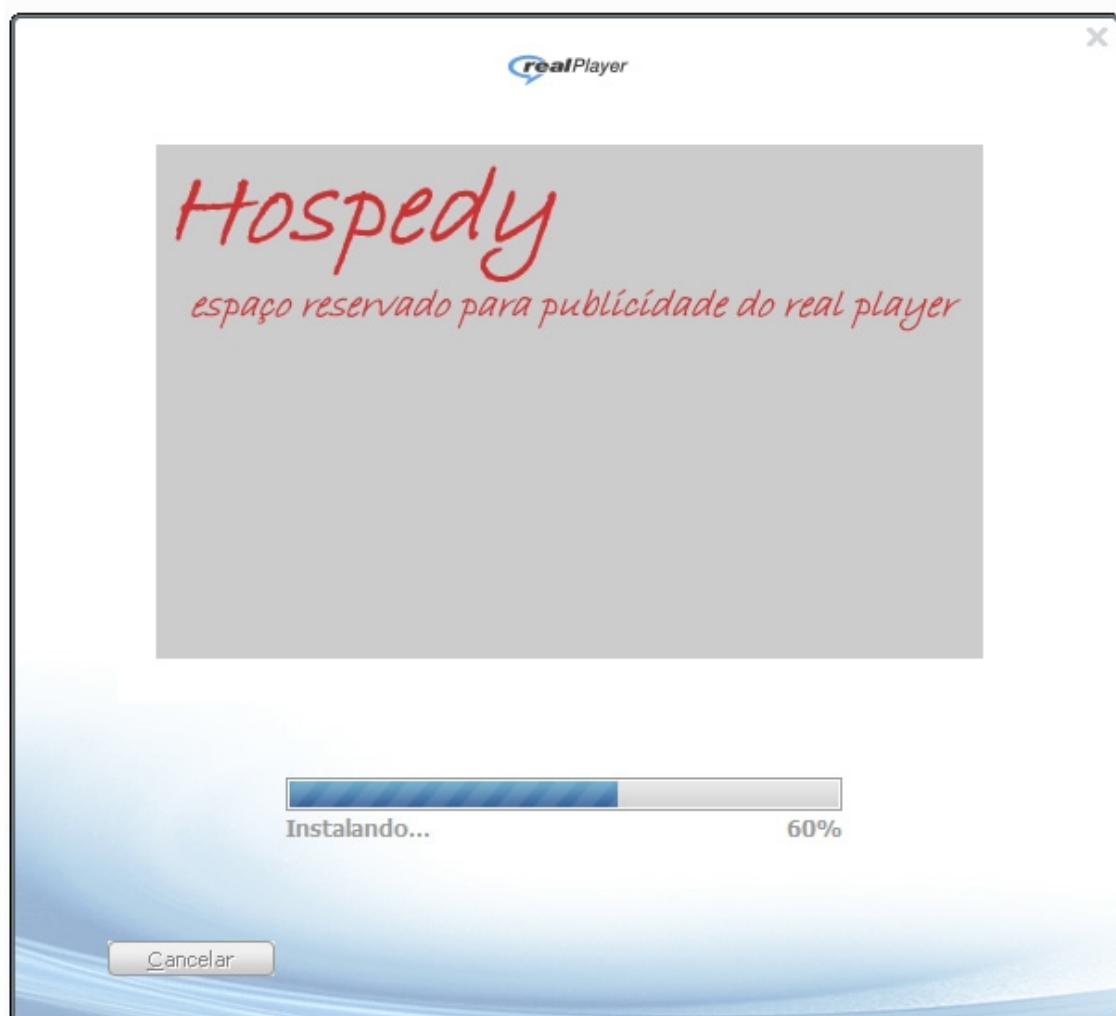 realPlayer
Hospedy
espaço reservado para publicidade do real player
Instalando...
60%
Cancelar